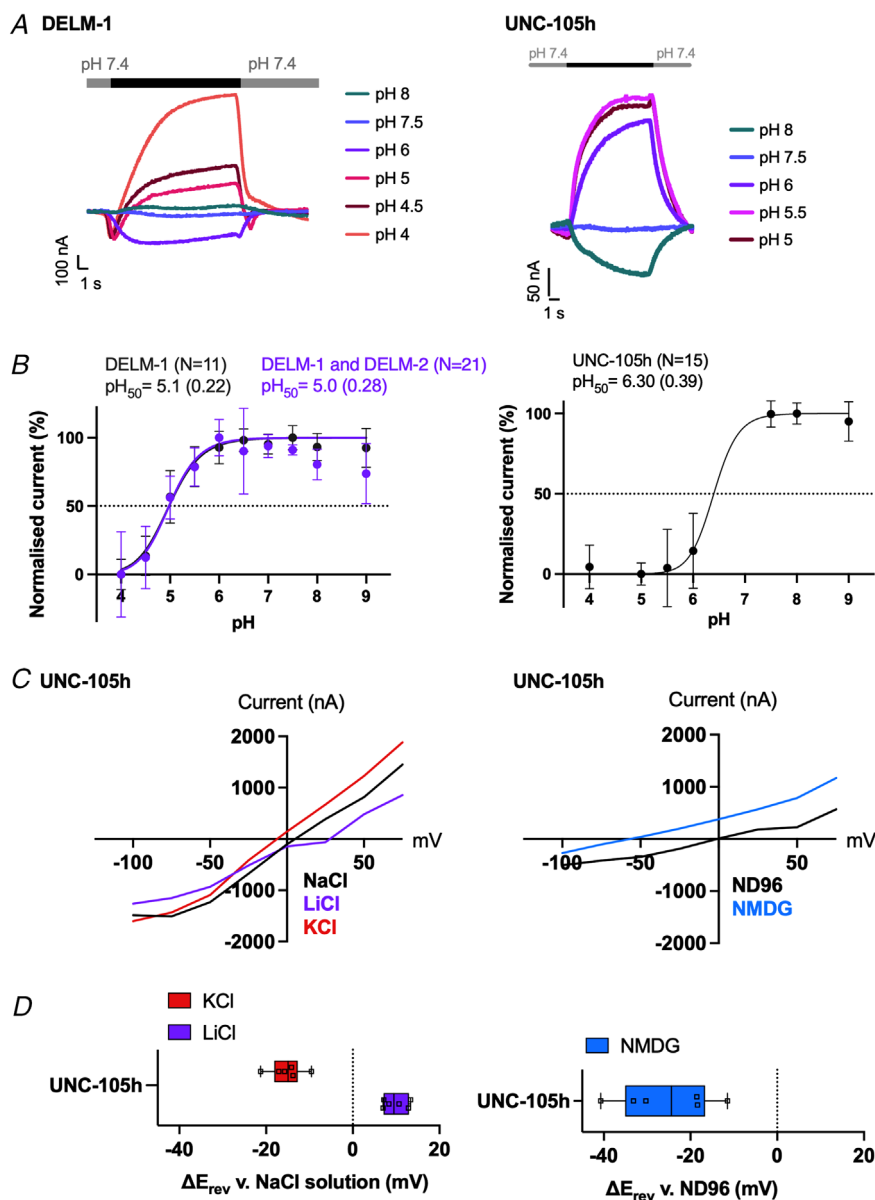 A DELM-1
UNC-105h
pH 7.4
pH 7.4
pH 8
pH 7.5
pH 6
pH 5
pH 4.5
pH 4
100 nA
1 s
pH 7.4
pH 7.4
pH 8
pH 7.5
pH 6
pH 5.5
pH 5
50 nA
1 s
B
DELM-1 (N=11)
pH50= 5.1 (0.22)
DELM-1 and DELM-2 (N=21)
pH50= 5.0 (0.28)
Normalised current (%)
100
50
0
4 5 6 7 8 9
pH
UNC-105h (N=15)
pH50= 6.30 (0.39)
Normalised current (%)
100
50
0
4 5 6 7 8 9
pH
C UNC-105h
Current (nA)
2000
1000
-1000
-2000
-100 -50 50
mV
NaCl
LiCl
KCl
UNC-105h
Current (nA)
2000
1000
-1000
-2000
-100 -50 50
mV
ND96
NMDG
D
KCl
LiCl
UNC-105h
-40 -20 0 20
ΔErev v. NaCl solution (mV)
NMDG
UNC-105h
-40 -20 0 20
ΔErev v. ND96 (mV)